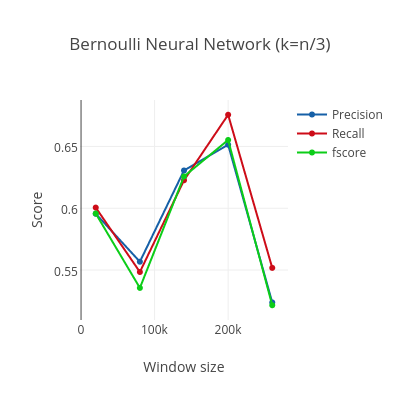 Bernoulli Neural Network (k=n/3)
Precision
Recall
fscore
0.65
0.6
0.55
Score
0
100k
200k
Window size